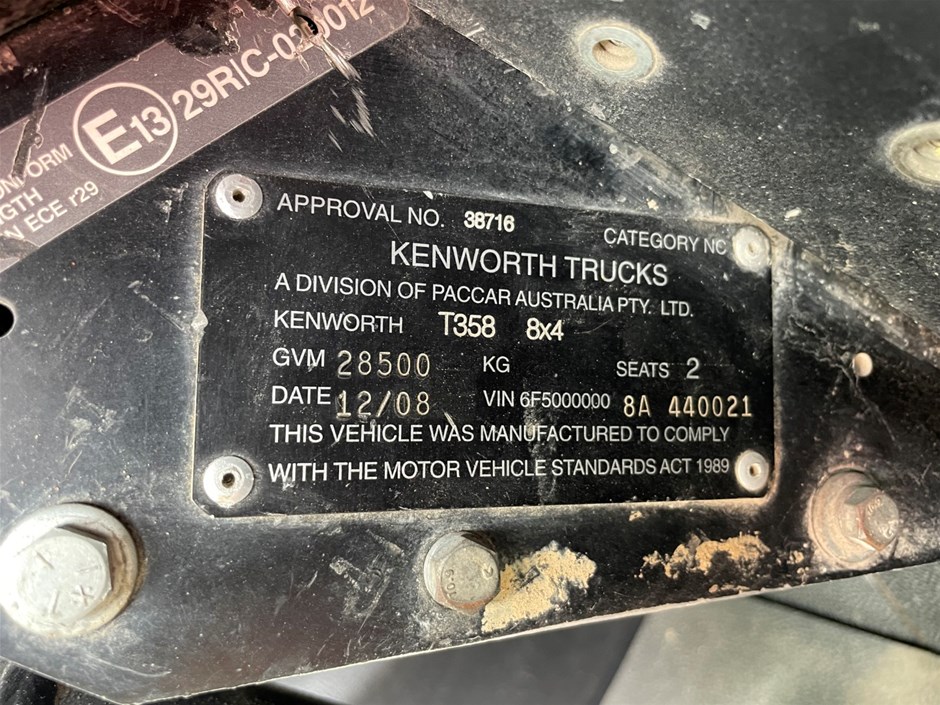 E13 29R/C-0
0012
GTH
N ECE r29
APPROVAL NO. 38716
CATEGORY NC
KENWORTH TRUCKS
A DIVISION OF PACCAR AUSTRALIA PTY. LTD.
KENWORTH T358 8x4
GVM 28500 KG SEATS 2
DATE 12/08 VIN 6F5000000 8A 440021
THIS VEHICLE WAS MANUFACTURED TO COMPLY
WITH THE MOTOR VEHICLE STANDARDS ACT 1989